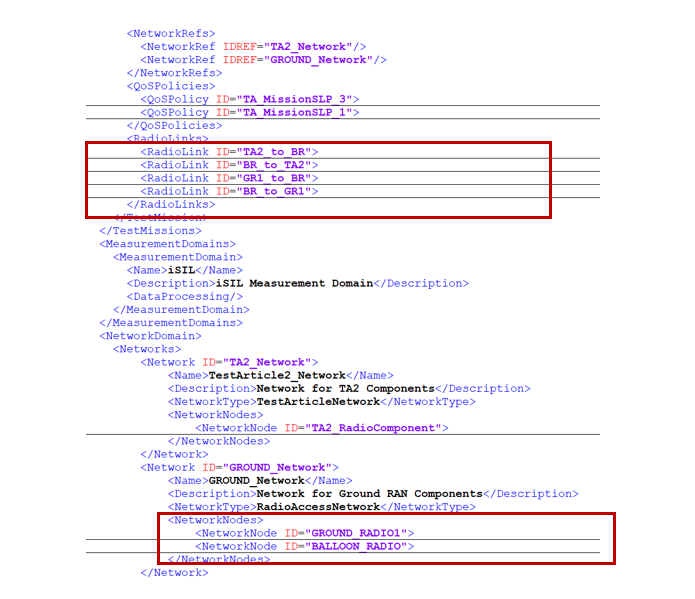 <NetworkRefs>
<NetworkRef IDREF="TA2_Network"/>
<NetworkRef IDREF="GROUND_Network"/>
</NetworkRefs>
<QoSPolicies>
<QoSPolicy ID="TA_MissionSLP_3">
<QoSPolicy ID="TA_MissionSLP_1">
</QoSPolicies>
<RadioLinks>
<RadioLink ID="TA2_to_BR">
<RadioLink ID="BR_to_TA2">
<RadioLink ID="GR1_to_BR">
<RadioLink ID="BR_to_GR1">
</RadioLinks>
</TestMission>
</TestMissions>
<MeasurementDomains>
<MeasurementDomain>
<Name>iSIL</Name>
<Description>iSIL Measurement Domain</Description>
<DataProcessing/>
</MeasurementDomain>
</MeasurementDomains>
<NetworkDomain>
<Networks>
<Network ID="TA2_Network">
<Name>TestArticle2_Network</Name>
<Description>Network for TA2 Components</Description>
<NetworkType>TestArticleNetwork</NetworkType>
<NetworkNodes>
<NetworkNode ID="TA2_RadioComponent">
</NetworkNodes>
</Network>
<Network ID="GROUND_Network">
<Name>GROUND_Network</Name>
<Description>Network for Ground RAN Components</Description>
<NetworkType>RadioAccessNetwork</NetworkType>
<NetworkNodes>
<NetworkNode ID="GROUND_RADIO1">
<NetworkNode ID="BALLOON_RADIO">
</NetworkNodes>
</Network>